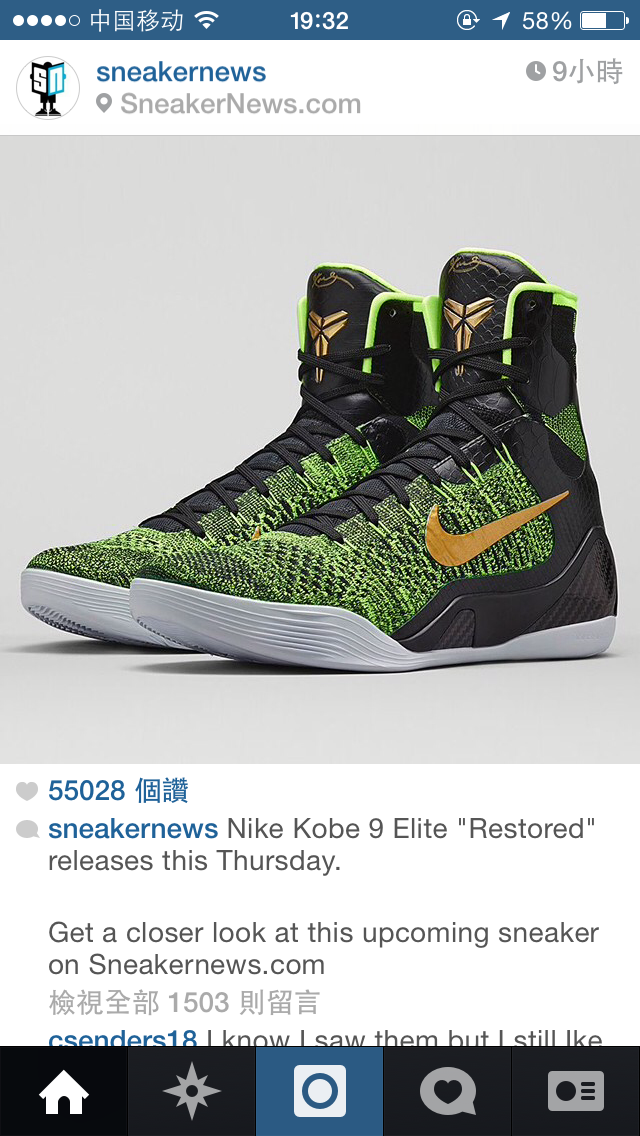 中国移动 19:32 58%
sneakernews 9小時
SneakerNews.com
SN
55028 個讚
sneakernews Nike Kobe 9 Elite "Restored"
releases this Thursday.
Get a closer look at this upcoming sneaker
on Sneakernews.com
檢視全部 1503 則留言
csenders18 I know I saw them but I still Ike